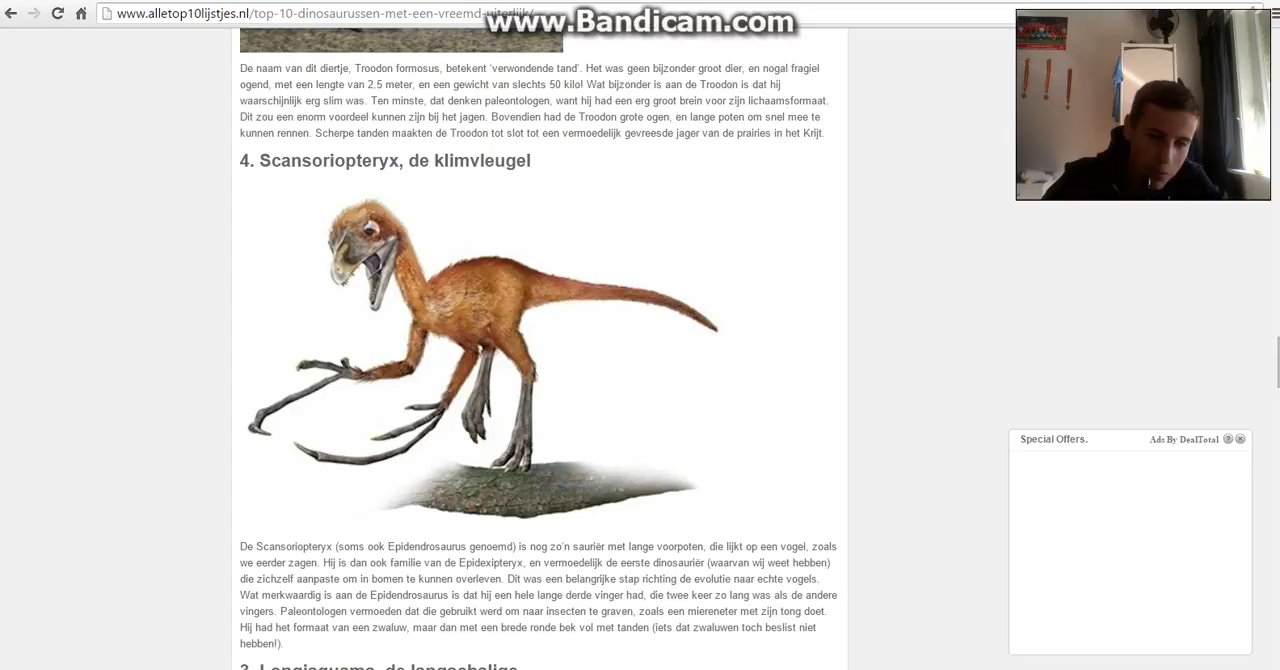 www.alletop10lijstjes.nl/top-10-dinosaurussen-met-een-vreemd-uiterlijk/
www.Bandicam.com
De naam van dit diertje, Troodon formosus, betekent ‘verwondende tand’. Het was geen bijzonder groot dier, en nogal fragiel
ogend, met een lengte van 2.5 meter, en een gewicht van slechts 50 kilo! Wat bijzonder is aan de Troodon is dat hij
waarschijnlijk erg slim was. Ten minste, dat denken paleontologen, want hij had een erg groot brein voor zijn lichaamsformaat.
Dit zou een enorm voordeel kunnen zijn bij het jagen. Bovendien had de Troodon grote ogen, en lange poten om snel mee te
kunnen rennen. Scherpe tanden maakten de Troodon tot slot tot een vermoedelijk gevreesde jager van de prairies in het Krijt.
4. Scansoriopteryx, de klimvleugel
De Scansoriopteryx (soms ook Epidendrosaurus genoemd) is nog zo’n sauriër met lange voorpoten, die lijkt op een vogel, zoals
we eerder zagen. Hij is dan ook familie van de Epidexipteryx, en vermoedelijk de eerste dinosauriër (waarvan wij weet hebben)
die zichzelf aanpaste om in bomen te kunnen overleven. Dit was een belangrijke stap richting de evolutie naar echte vogels.
Wat merkwaardig is aan de Epidendrosaurus is dat hij een hele lange derde vinger had, die twee keer zo lang was als de andere
vingers. Paleontologen vermoeden dat die gebruikt werd om naar insecten te graven, zoals een miereneter met zijn tong doet.
Hij had het formaat van een zwaluw, maar dan met een brede ronde bek vol met tanden (iets dat zwaluwen toch beslist niet
hebben!).
3. Longisquama, de langschalige
Special Offers.
Ads By DealTotal